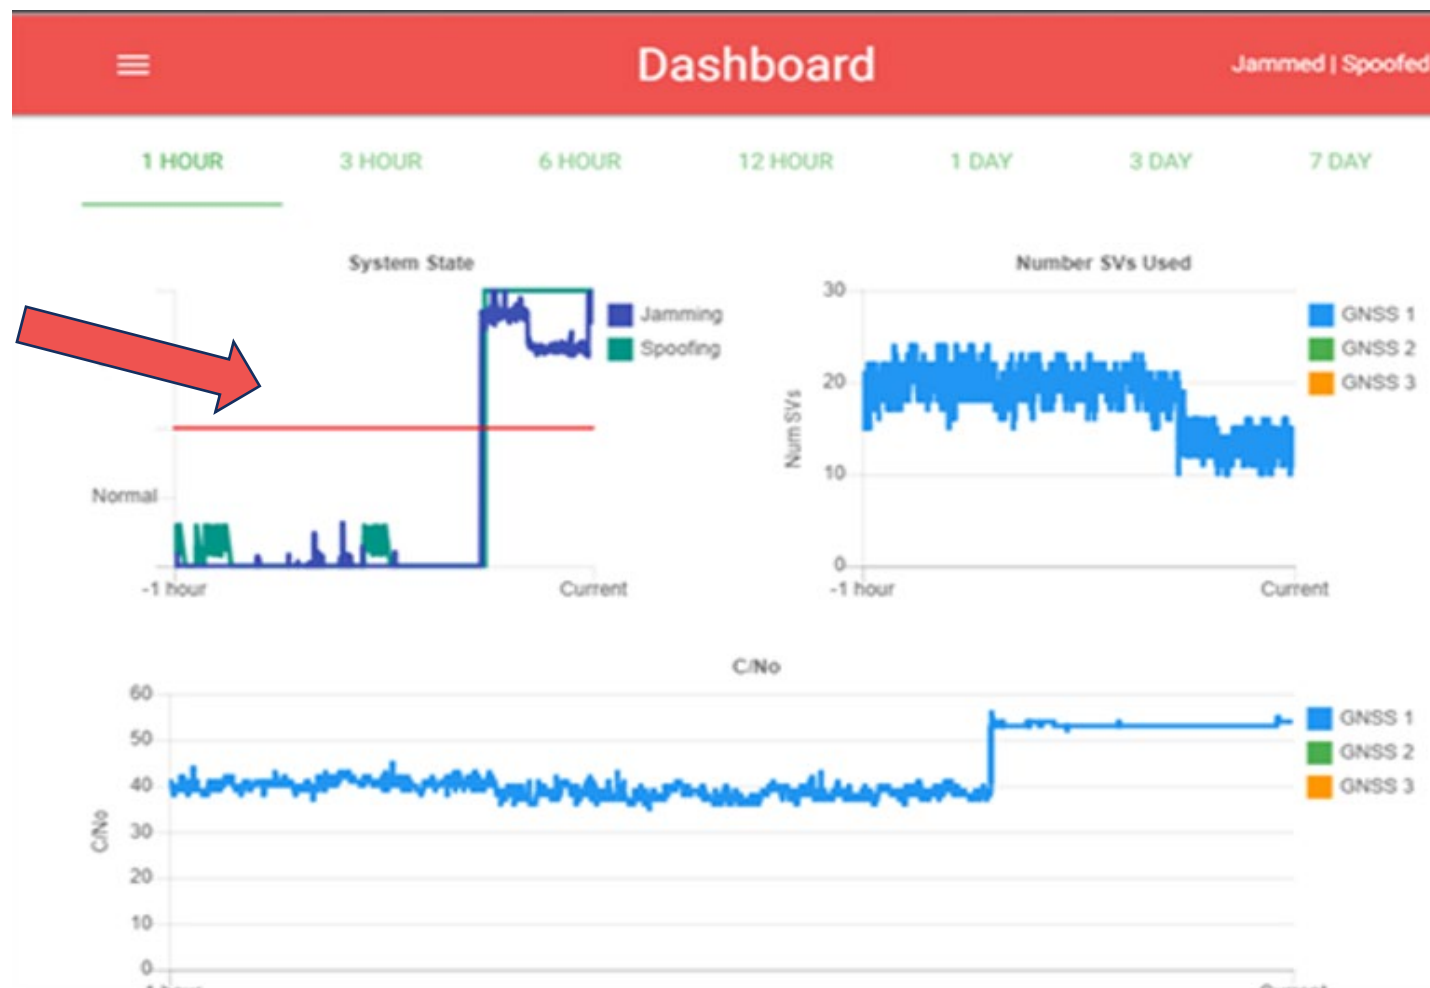 Dashboard
Jammed | Spoofed
1 HOUR
3 HOUR
6 HOUR
12 HOUR
1 DAY
3 DAY
7 DAY
System State
Jamming
Spoofing
Normal
-1 hour
Current
Number SVs Used
30
20
10
0
Num SVs
-1 hour
Current
GNSS 1
GNSS 2
GNSS 3
C/No
60
50
40
30
20
10
0
C/No
GNSS 1
GNSS 2
GNSS 3